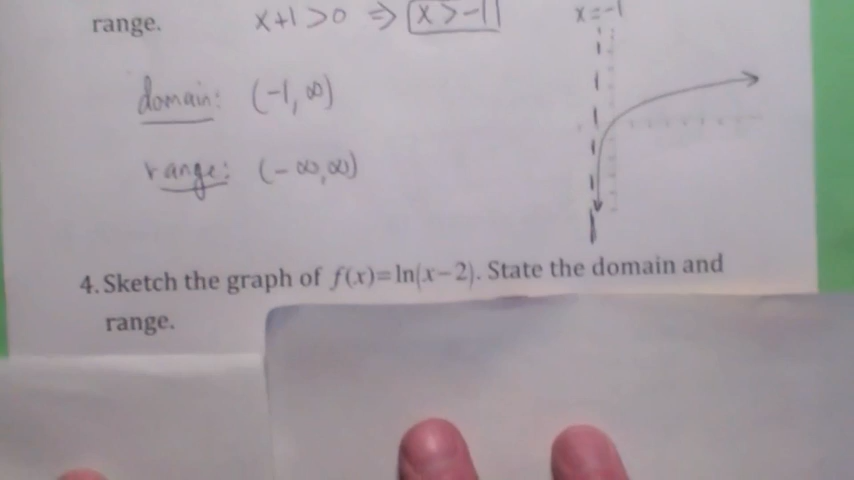 range. x+1>0 ⇒ x>-1 x=-1
domain: (-1,∞)
range: (-∞,∞)
4. Sketch the graph of f(x)=ln(x−2). State the domain and
range.